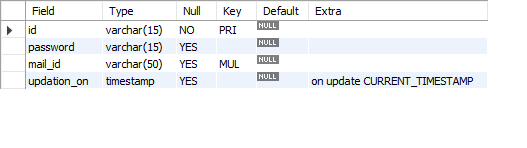 Field Type Null Key Default Extra
id varchar(15) NO PRI NULL
password varchar(15) YES NULL
mail_id varchar(50) YES MUL NULL
updation_on timestamp YES NULL on update CURRENT_TIMESTAMP